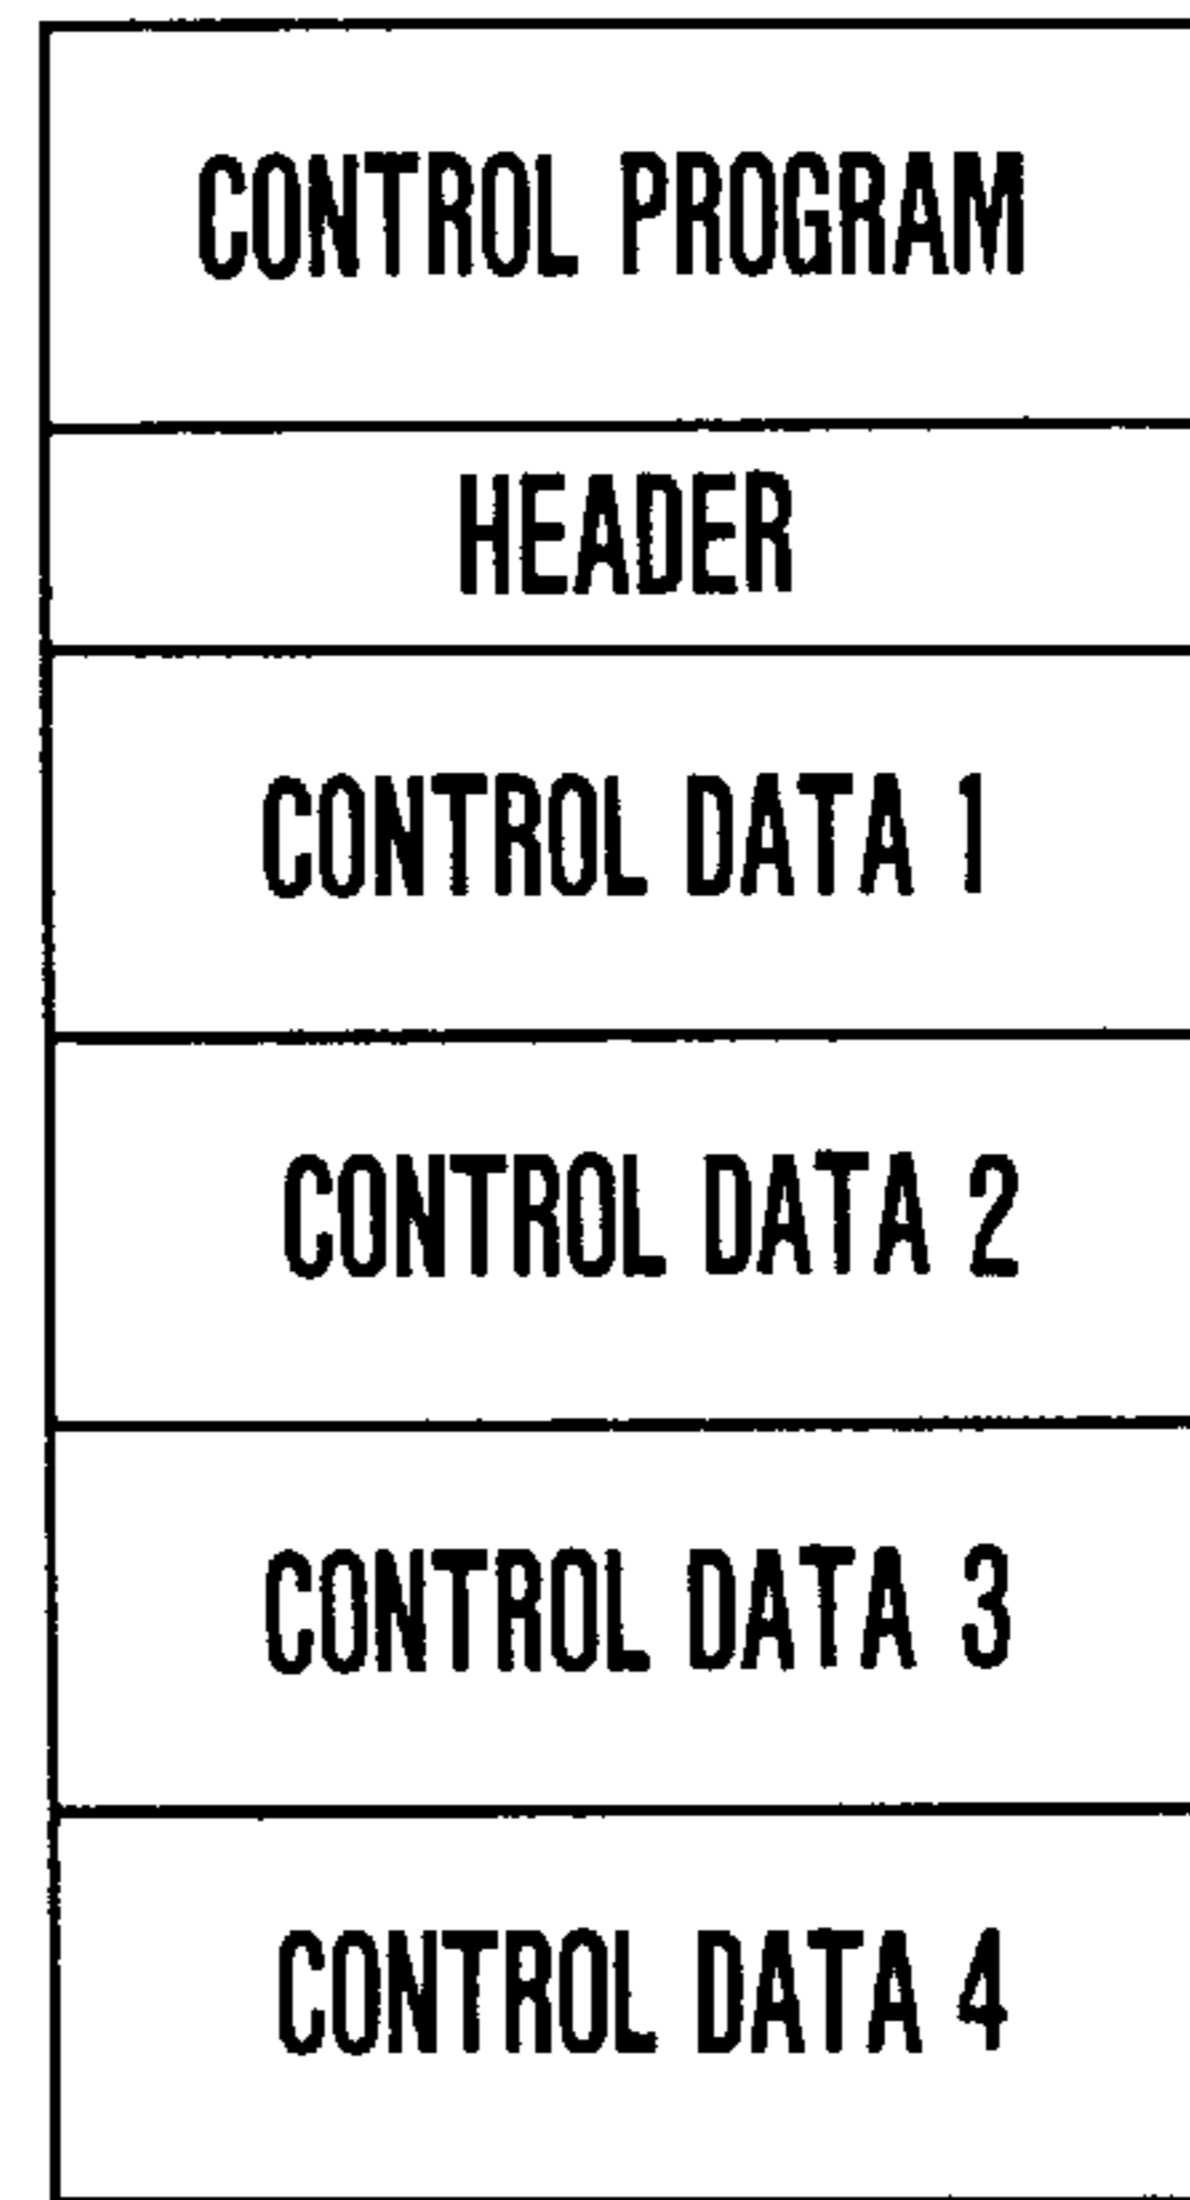 CONTROL PROGRAM
HEADER
CONTROL DATA 1
CONTROL DATA 2
CONTROL DATA 3
CONTROL DATA 4